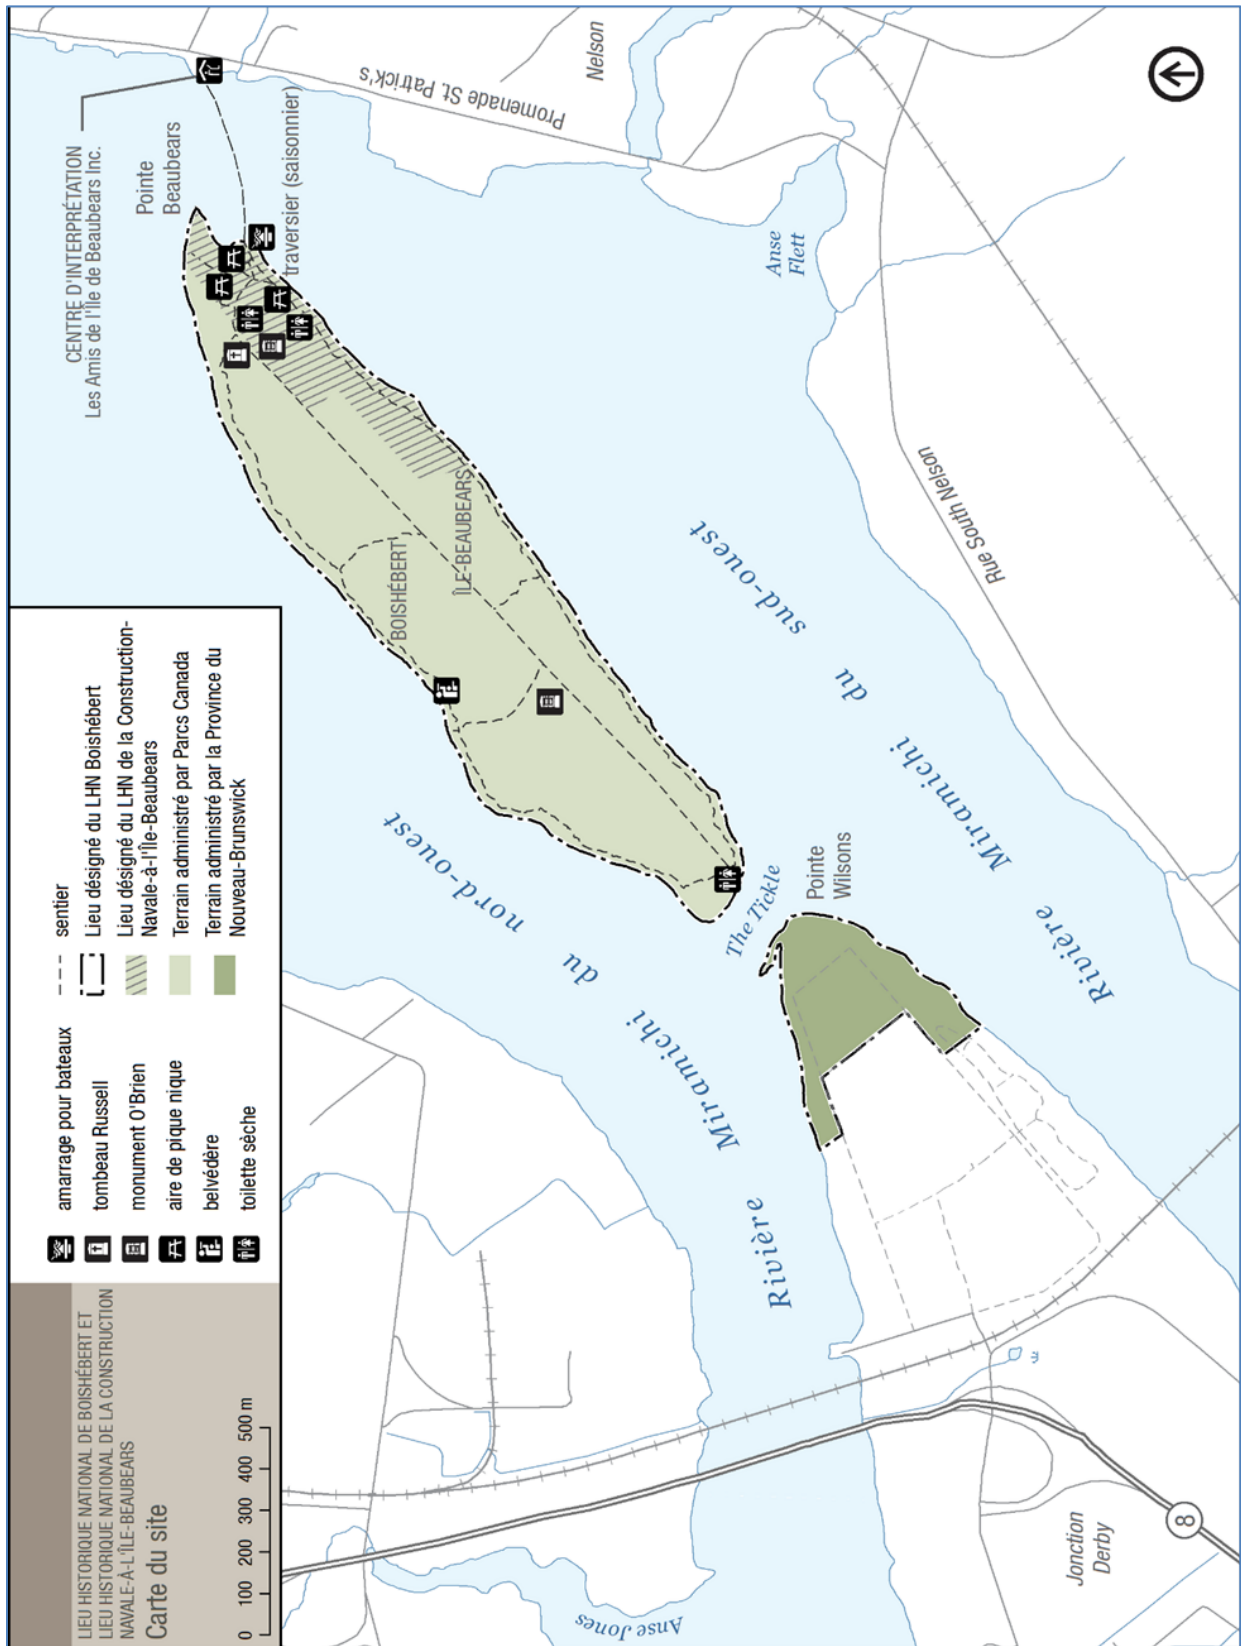 LIEU HISTORIQUE NATIONAL DE BOISHÉBERT ET
LIEU HISTORIQUE NATIONAL DE LA CONSTRUCTION
NAVALE-À-L'ÎLE-BEAUBEARS
Carte du site
0 100 200 300 400 500 m
amarrage pour bateaux
tombeau Russell
monument O'Brien
aire de pique nique
belvédère
toilette sèche
sentier
Lieu désigné du LHN Boishébert
Lieu désigné du LHN de la Construction-
Navale-à-l'Île-Beaubears
Terrain administré par Parcs Canada
Terrain administré par la Province du
Nouveau-Brunswick
CENTRE D'INTERPRÉTATION
Les Amis de l'Île de Beaubears Inc.
Pointe
Beaubears
traversier (saisonnier)
Promenade St. Patrick's
Nelson
BOISHÉBERT
ÎLE-BEAUBEARS
Anse
Flett
Rue South Nelson
Rivière Miramichi du nord-ouest
Rivière Miramichi du sud-ouest
The Tickle
Pointe
Wilsons
Anse Jones
Jonction
Derby
8